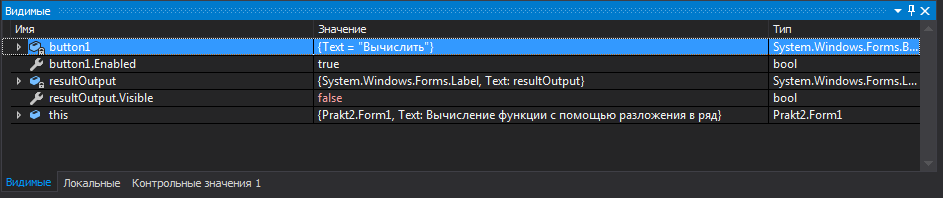 Видимые
Имя Значение Тип
button1 {Text = "Вычислить"} System.Windows.Forms.B...
button1.Enabled true bool
resultOutput {System.Windows.Forms.Label, Text: resultOutput} System.Windows.Forms.L...
resultOutput.Visible false bool
this {Prakt2.Form1, Text: Вычисление функции с помощью разложения в ряд} Prakt2.Form1
Видимые Локальные Контрольные значения 1